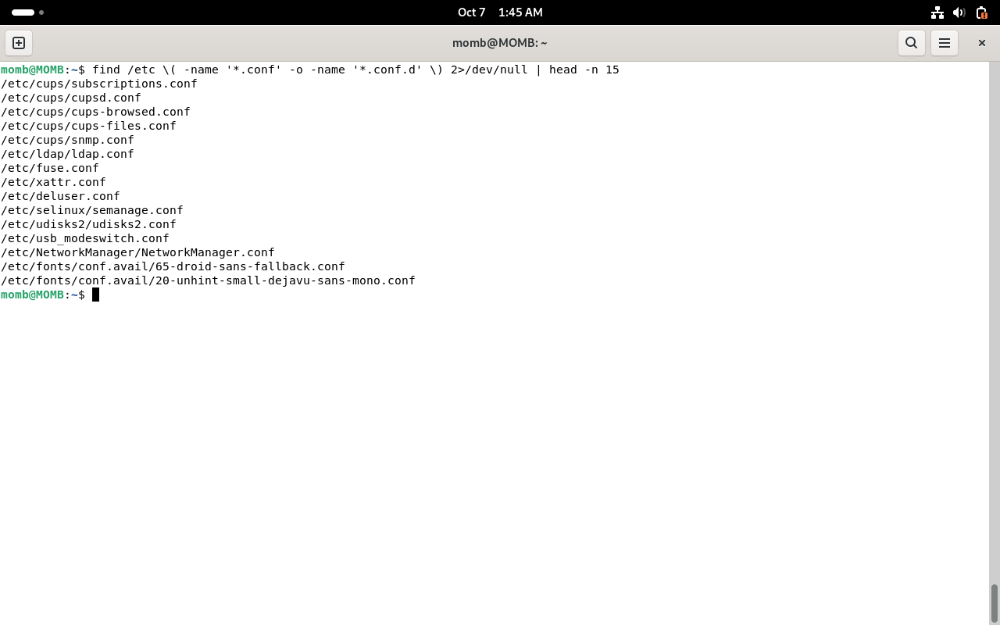 Oct 7 1:45 AM
momb@MOMB: ~
momb@MOMB:~$ find /etc \( -name '*.conf' -o -name '*.conf.d' \) 2>/dev/null | head -n 15
/etc/cups/subscriptions.conf
/etc/cups/cupsd.conf
/etc/cups/cups-browsed.conf
/etc/cups/cups-files.conf
/etc/cups/snmp.conf
/etc/ldap/ldap.conf
/etc/fuse.conf
/etc/xattr.conf
/etc/deluser.conf
/etc/selinux/semanage.conf
/etc/udisks2/udisks2.conf
/etc/usb_modeswitch.conf
/etc/NetworkManager/NetworkManager.conf
/etc/fonts/conf.avail/65-droid-sans-fallback.conf
/etc/fonts/conf.avail/20-unhint-small-dejavu-sans-mono.conf
momb@MOMB:~$